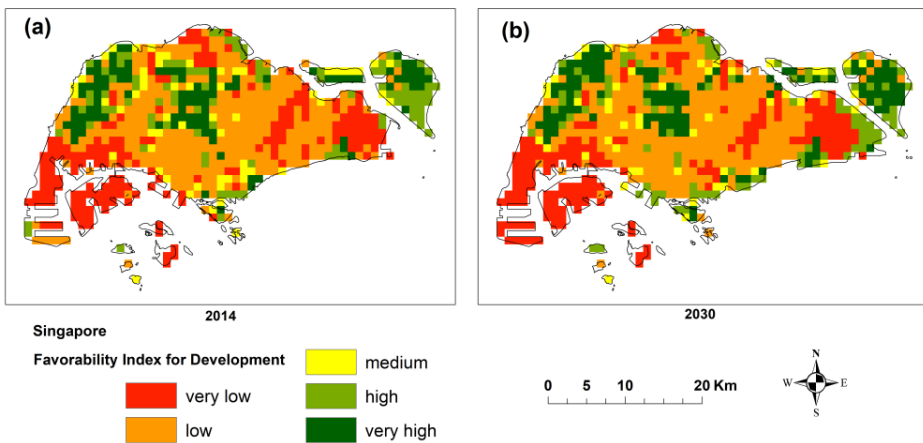 (a)
(b)
2014
2030
Singapore
Favorability Index for Development
very low
low
medium
high
very high
0 5 10 20 Km
N
W E
S